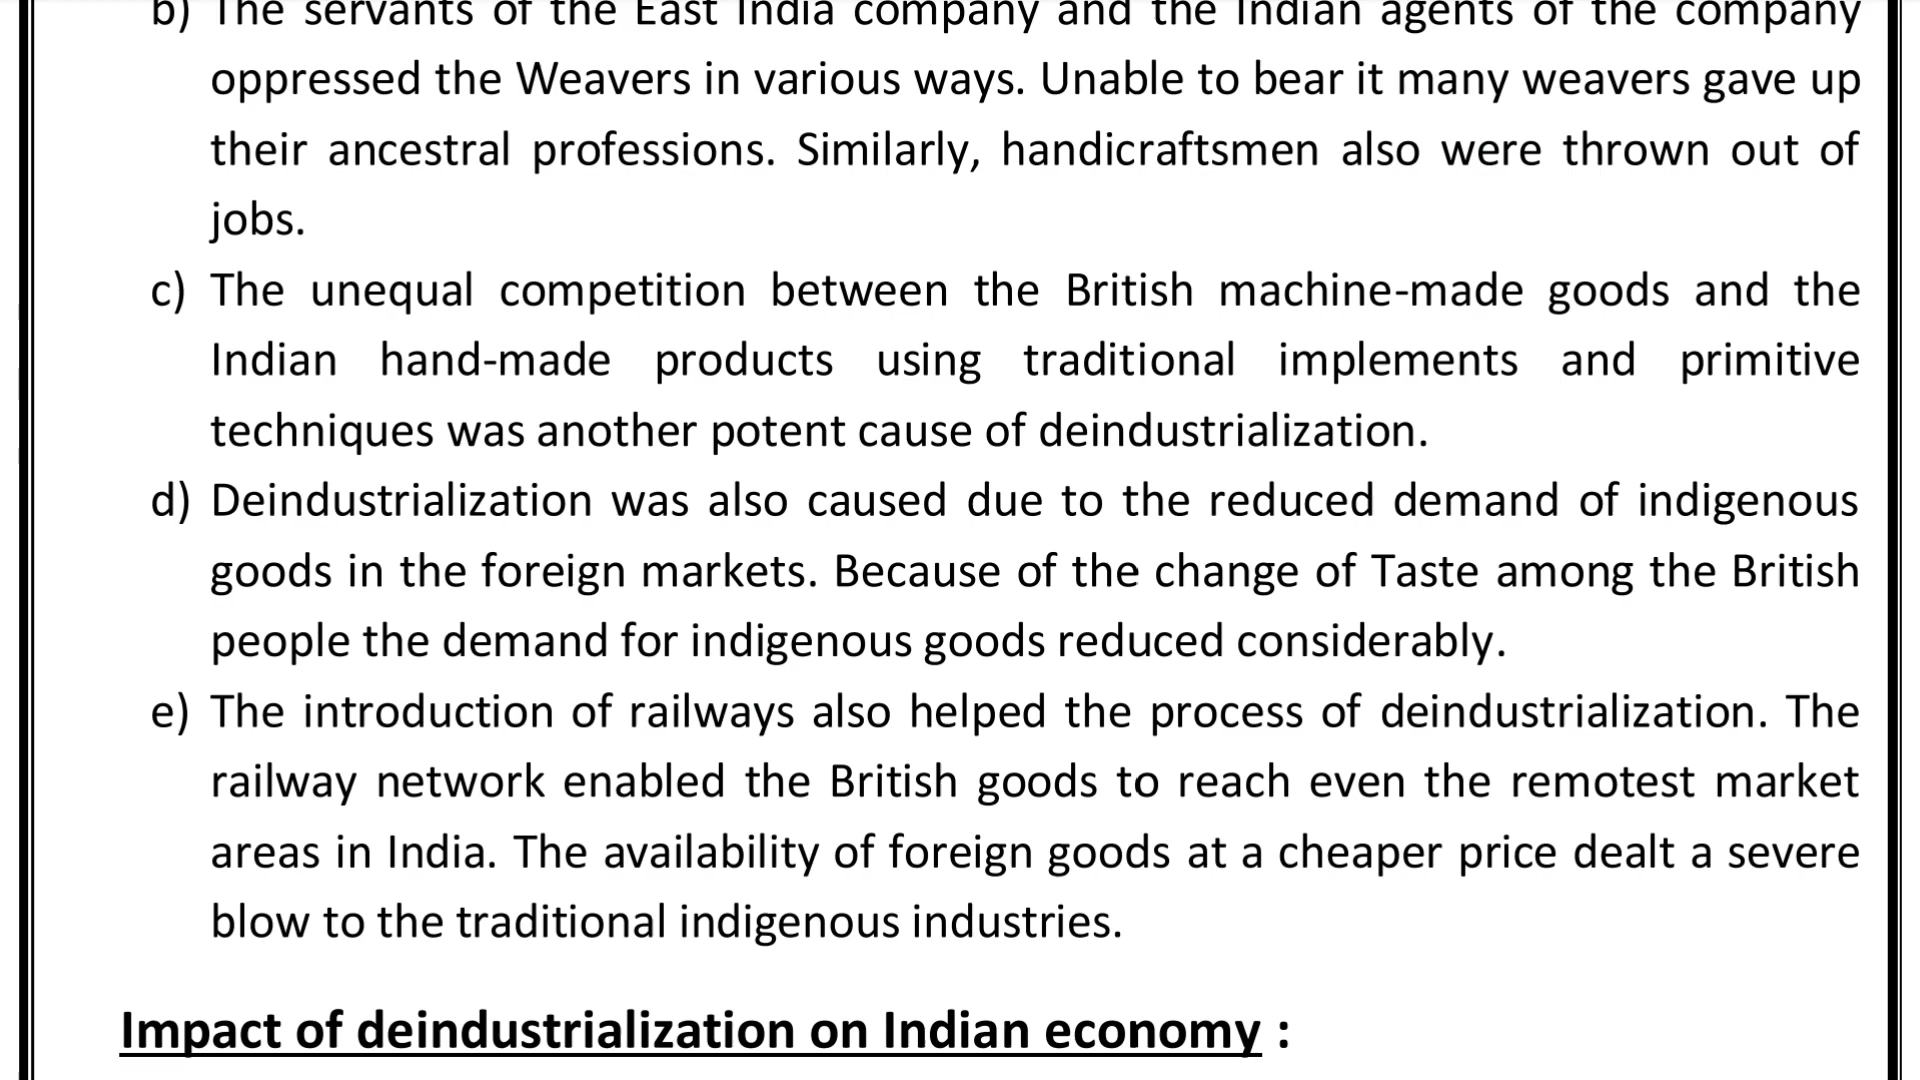 b) The servants of the East India company and the Indian agents of the company
oppressed the Weavers in various ways. Unable to bear it many weavers gave up
their ancestral professions. Similarly, handicraftsmen also were thrown out of
jobs.
c) The unequal competition between the British machine-made goods and the
Indian hand-made products using traditional implements and primitive
techniques was another potent cause of deindustrialization.
d) Deindustrialization was also caused due to the reduced demand of indigenous
goods in the foreign markets. Because of the change of Taste among the British
people the demand for indigenous goods reduced considerably.
e) The introduction of railways also helped the process of deindustrialization. The
railway network enabled the British goods to reach even the remotest market
areas in India. The availability of foreign goods at a cheaper price dealt a severe
blow to the traditional indigenous industries.
Impact of deindustrialization on Indian economy :